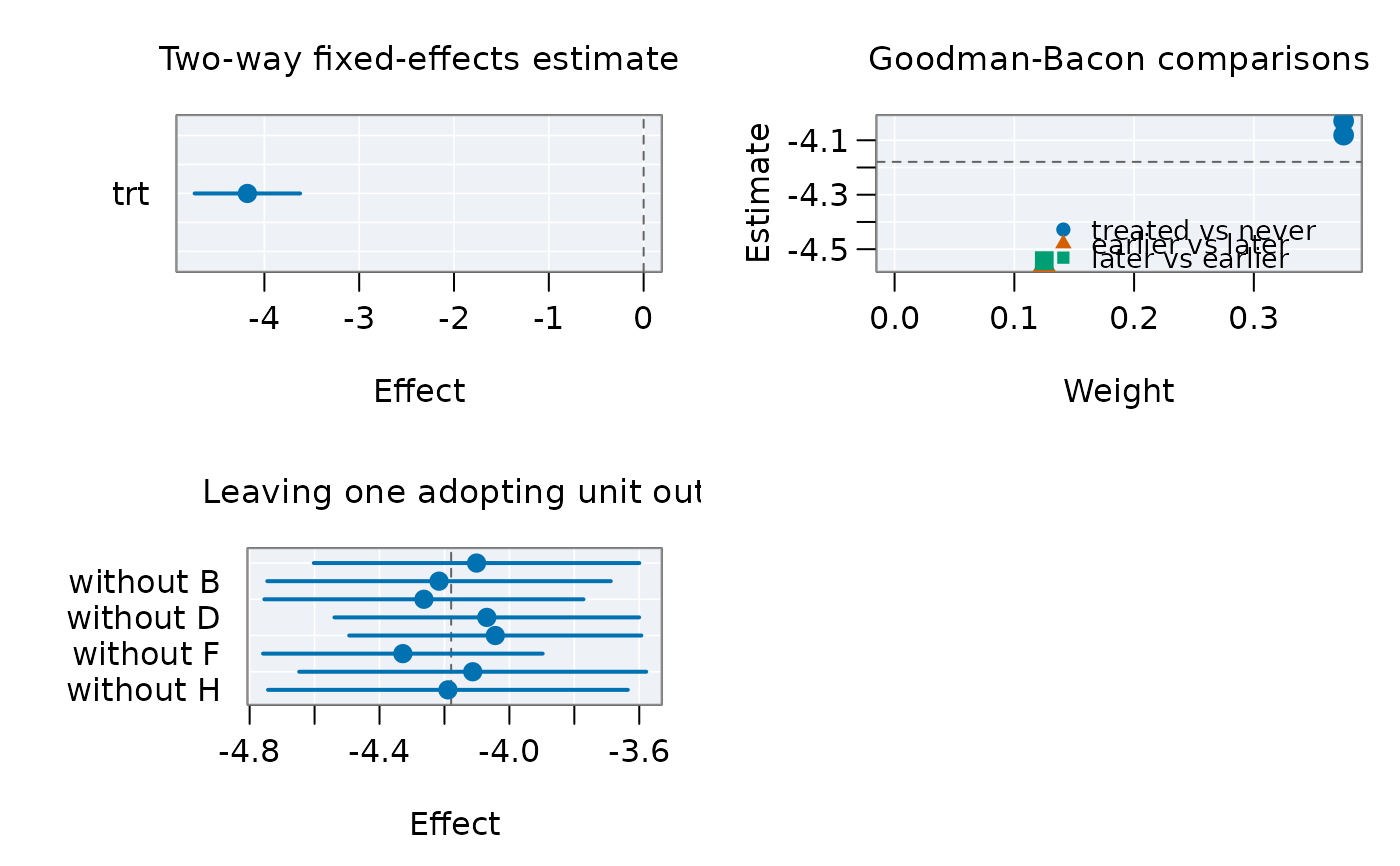 Two-way fixed-effects estimate
trt
-4 -3 -2 -1 0
Effect
Goodman-Bacon comparisons
Estimate
-4.1
-4.3
-4.5
treated vs never
earlier vs later
later vs earlier
0.0 0.1 0.2 0.3
Weight
Leaving one adopting unit out
without B
without D
without F
without H
-4.8 -4.4 -4.0 -3.6
Effect